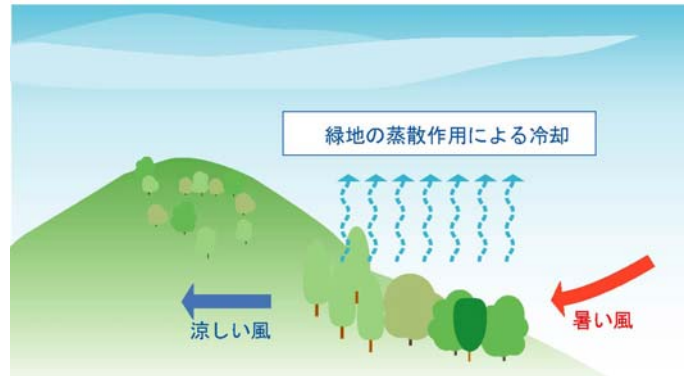 緑地の蒸散作用による冷却
涼しい風
暑い風